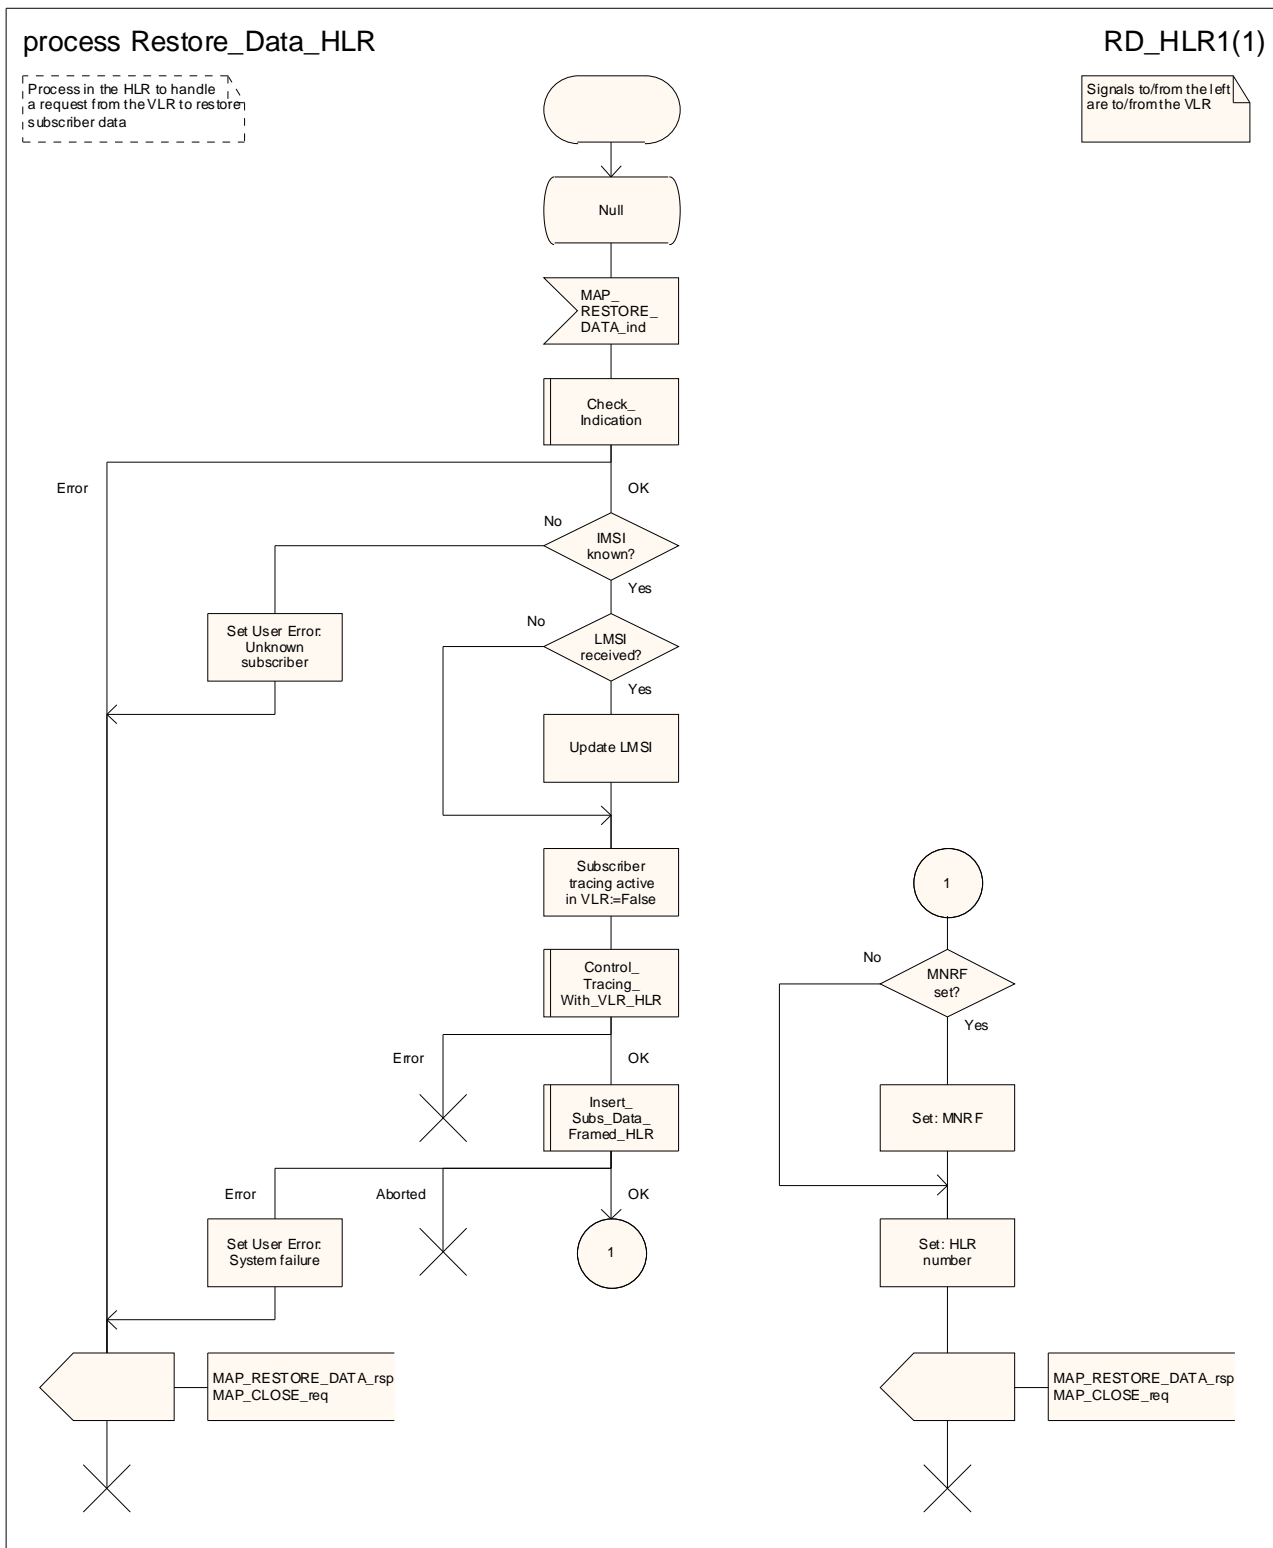 process Restore_Data_HLR
RD_HLR1(1)
Process in the HLR to handle
a request from the VLR to restore
subscriber data
Signals to/from the left
are to/from the VLR
Null
MAP_
RESTORE_
DATA_ind
Check_
Indication
Error
OK
No
IMSI
known?
Yes
Set User Error:
Unknown
subscriber
No
LMSI
received?
Yes
Update LMSI
Subscriber
tracing active
in VLR:=False
Control_
Tracing_
With_VLR_HLR
Error
OK
Insert_
Subs_Data_
Framed_HLR
Error
Aborted
OK
Set User Error:
System failure
1
MAP_RESTORE_DATA_rsp
MAP_CLOSE_req
1
No
MNRF
set?
Yes
Set: MNRF
Set: HLR
number
MAP_RESTORE_DATA_rsp
MAP_CLOSE_req